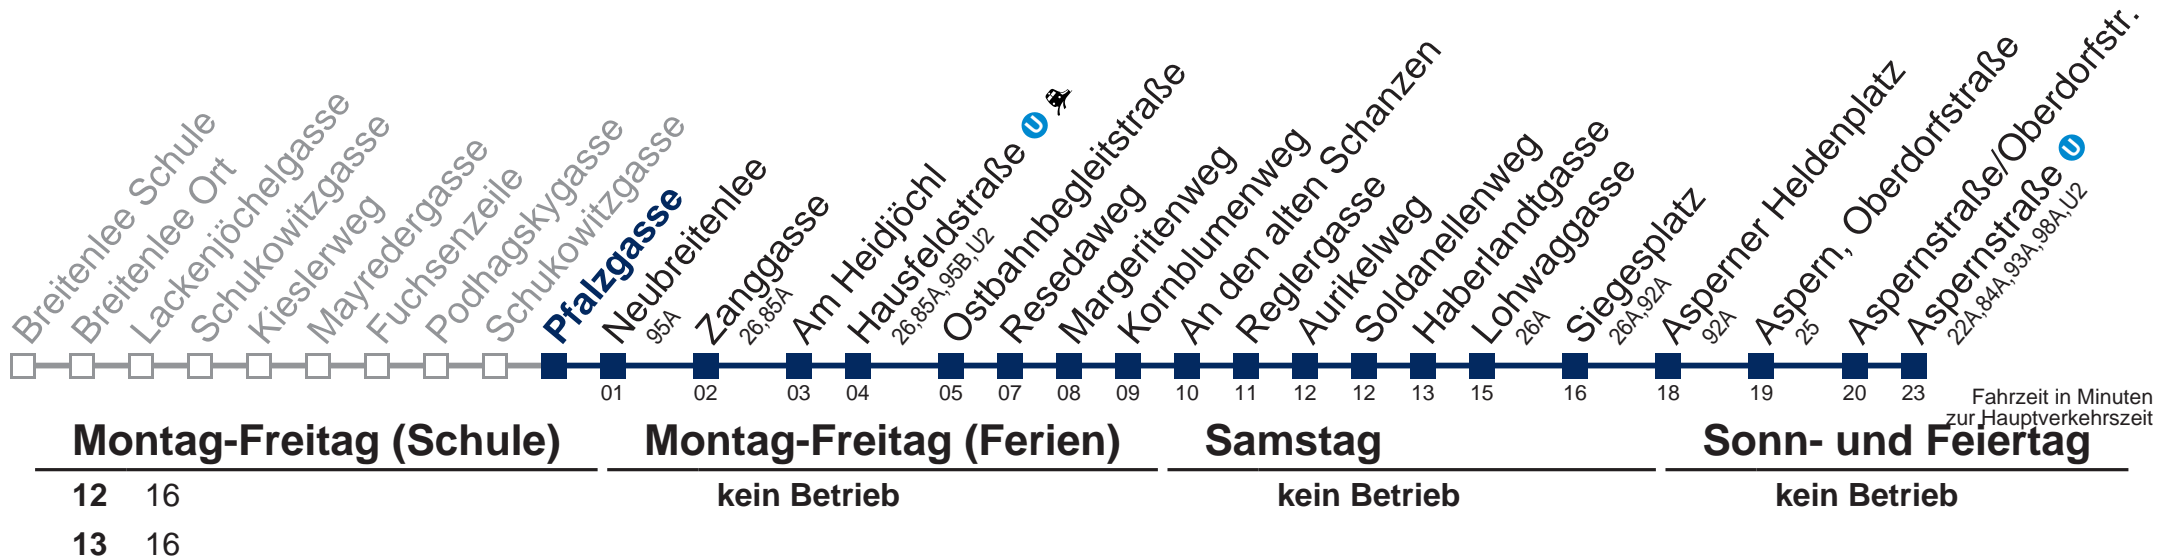 Breitenlee Schule
Breitenlee Ort
Lackenjöchelgasse
Schukowitzgasse
Kieslerweg
Mayredergasse
Fuchsenzeile
Podhagskygasse
Schukowitzgasse
Pfalzgasse
Neubreitenlee
95A
Zanggasse
26,85A
Am Heidjöchl
Hausfeldstraße U
26,85A,95B,U2
Ostbahnbegleitstraße
Resedaweg
Margeritenweg
Kornblumenweg
An den alten Schanzen
Reglergasse
Aurikelweg
Soldanellenweg
Haberlandtgasse
Lohwaggasse
26A
Siegesplatz
26A,92A
Asperner Heldenplatz
92A
Aspern, Oberdorfstraße
25
Aspernstraße/Oberdorfstr.
Aspernstraße U
22A,84A,93A,98A,U2
01 02 03 04 05 07 08 09 10 11 12 12 13 15 16 18 19 20 23
Fahrzeit in Minuten
zur Hauptverkehrszeit
Montag-Freitag (Schule) Montag-Freitag (Ferien) Samstag Sonn- und Feiertag
12 16 kein Betrieb kein Betrieb kein Betrieb
13 16